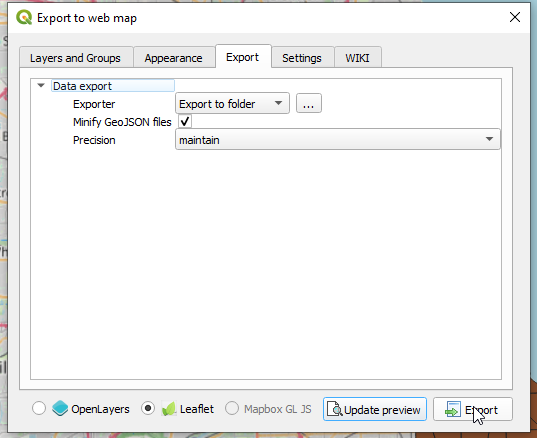 Export to web map
Layers and Groups Appearance Export Settings WIKI
Data export
Exporter Export to folder ...
Minify GeoJSON files
Precision maintain
OpenLayers Leaflet Mapbox GL JS Update preview Export